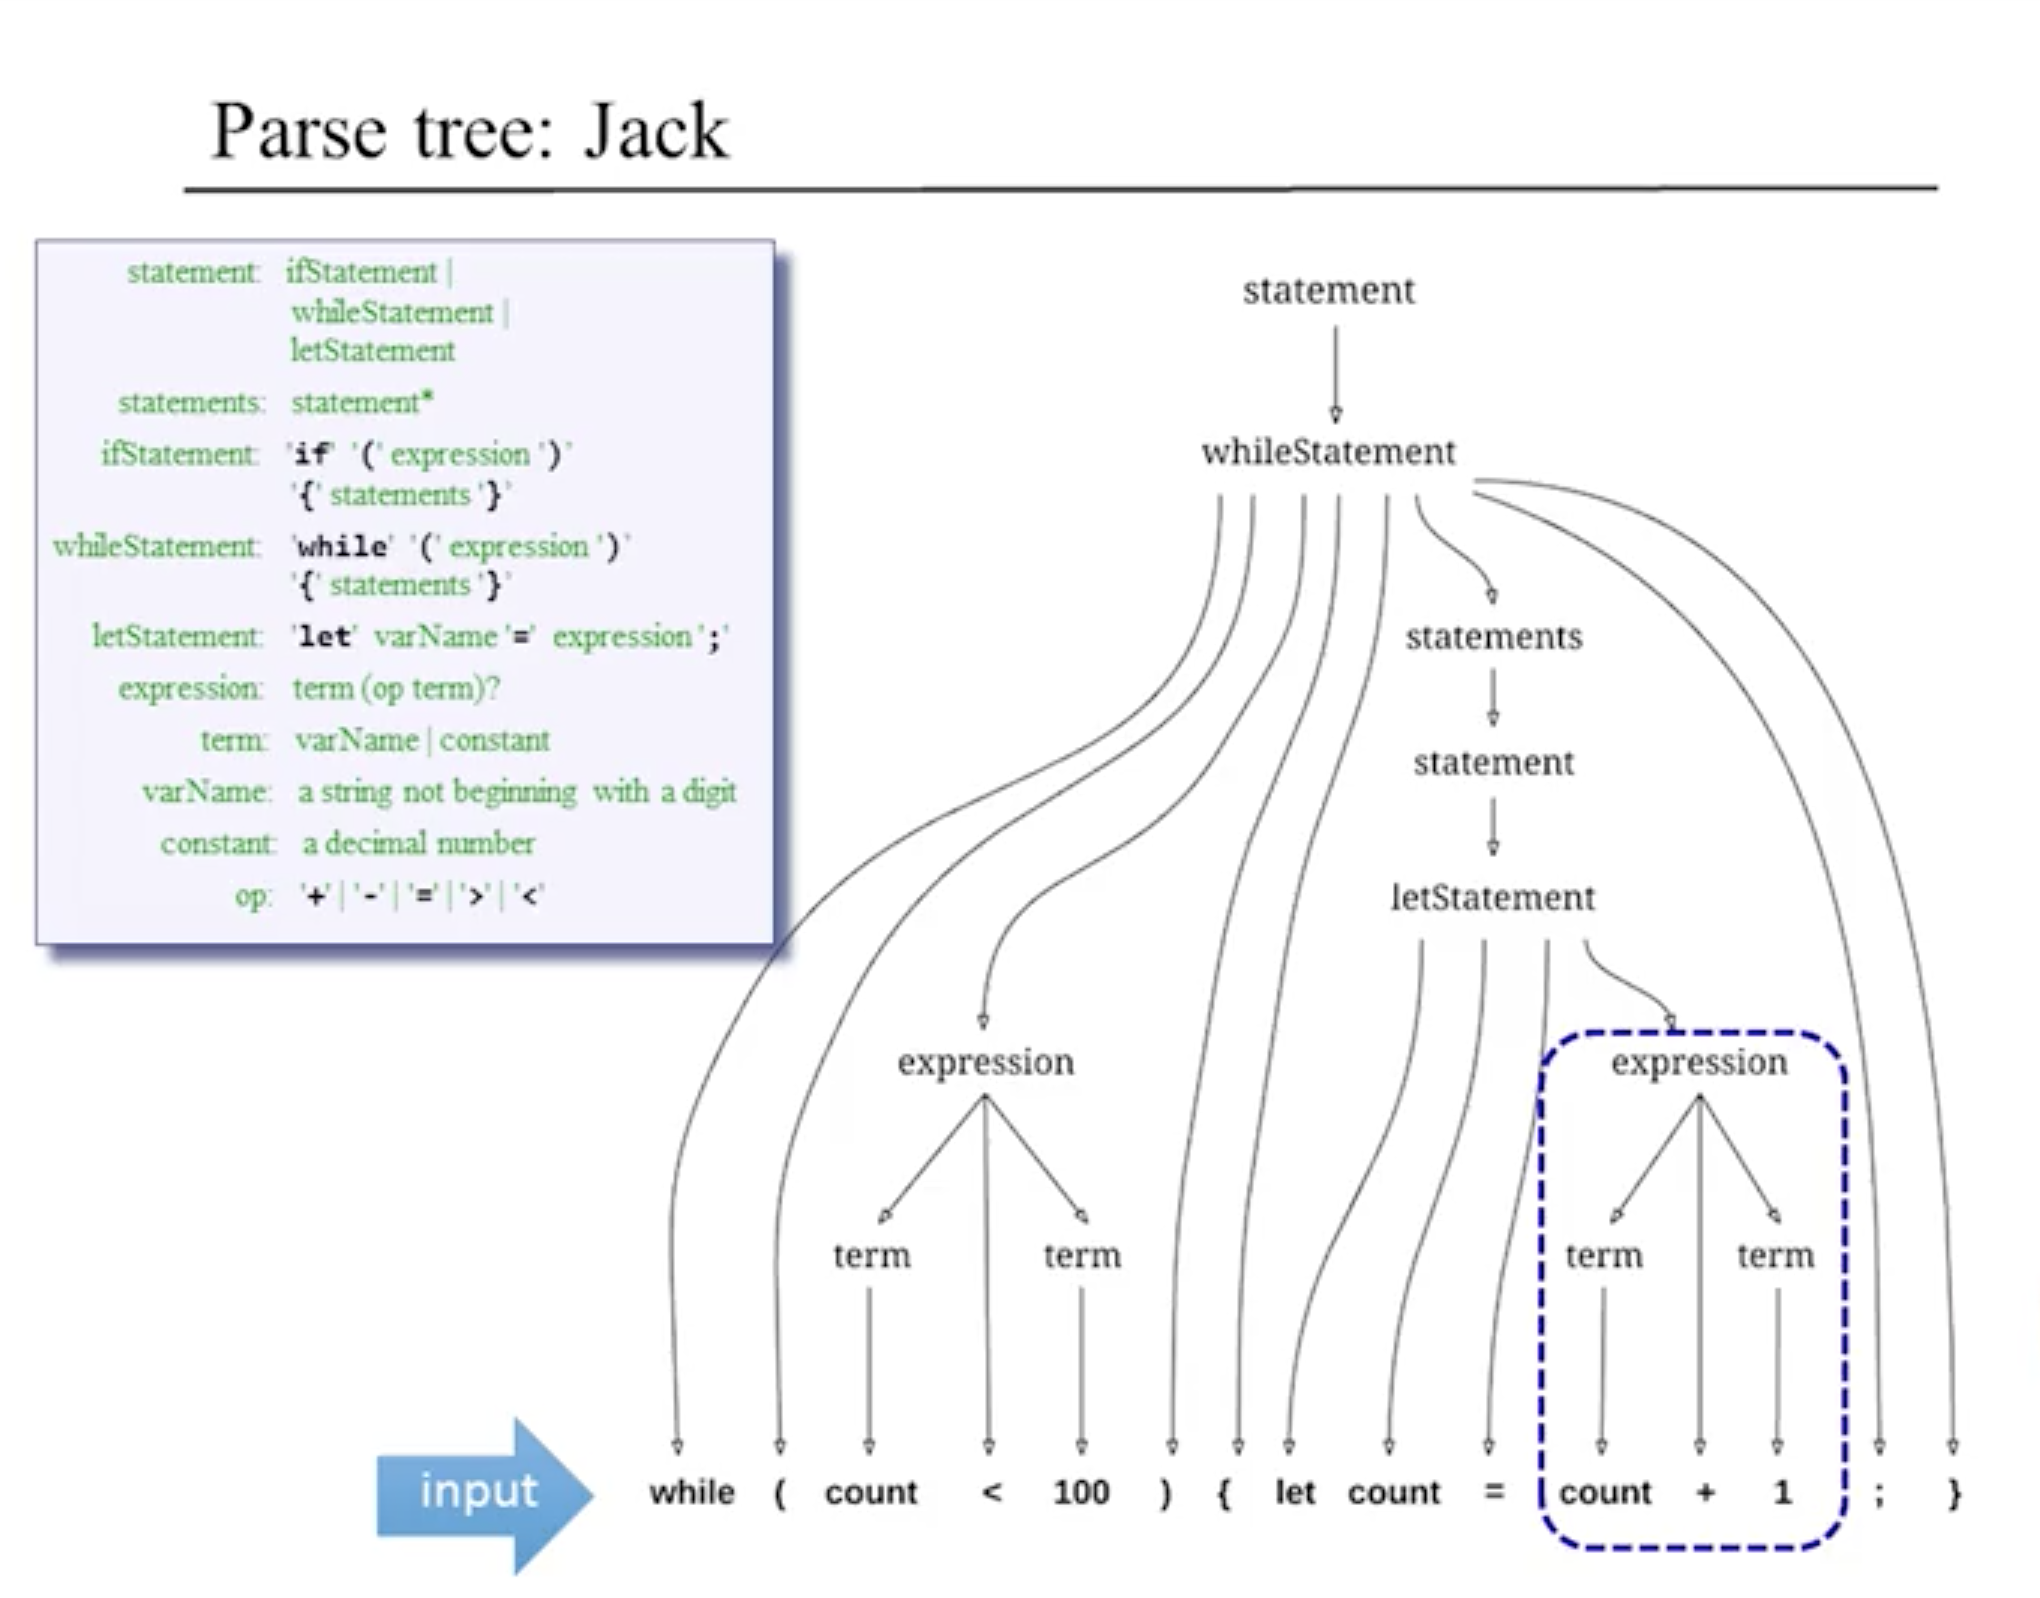 Parse tree: Jack
statement: ifStatement |
whileStatement |
letStatement
statements: statement*
ifStatement: 'if' '(' expression ')'
'{' statements '}'
whileStatement: 'while' '(' expression ')'
'{' statements '}'
letStatement: 'let' varName '=' expression ';'
expression: term (op term)?
term: varName | constant
varName: a string not beginning with a digit
constant: a decimal number
op: '+' | '-' | '=' | '>' | '<'
statement
whileStatement
statements
statement
letStatement
expression expression
term term term term
input while ( count < 100 ) { let count = count + 1 ; }